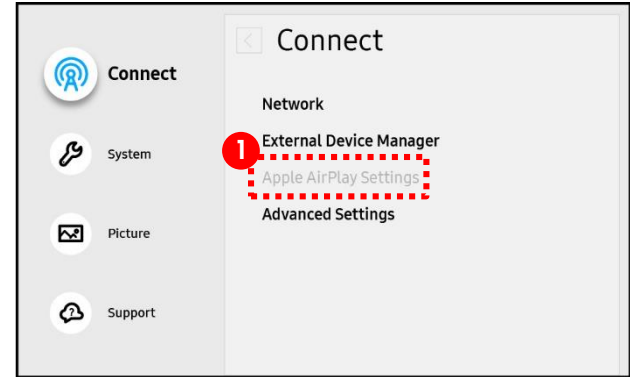 Connect
System
Picture
Support
Connect
Network
External Device Manager
1
Apple AirPlay Settings
Advanced Settings